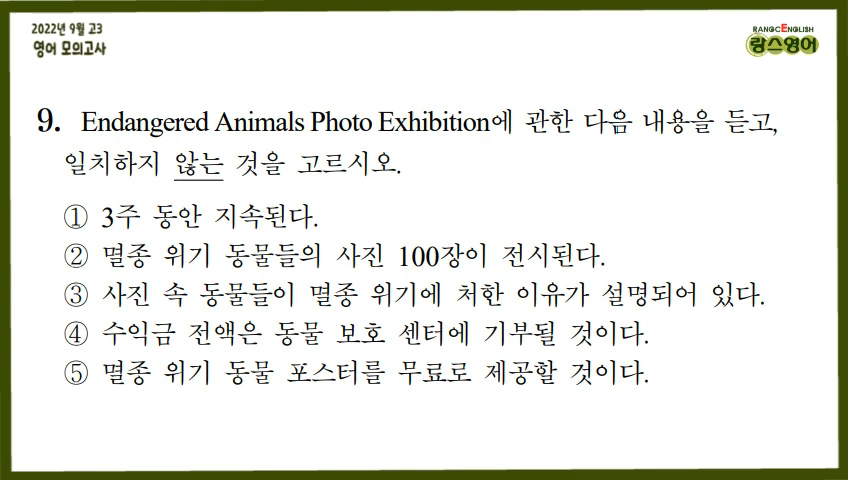 2022년 9월 고3
영어 모의고사
RANGCENGLISH
랑스영어
9. Endangered Animals Photo Exhibition에 관한 다음 내용을 듣고,
일치하지 않는 것을 고르시오.
① 3주 동안 지속된다.
② 멸종 위기 동물들의 사진 100장이 전시된다.
③ 사진 속 동물들이 멸종 위기에 처한 이유가 설명되어 있다.
④ 수익금 전액은 동물 보호 센터에 기부될 것이다.
⑤ 멸종 위기 동물 포스터를 무료로 제공할 것이다.